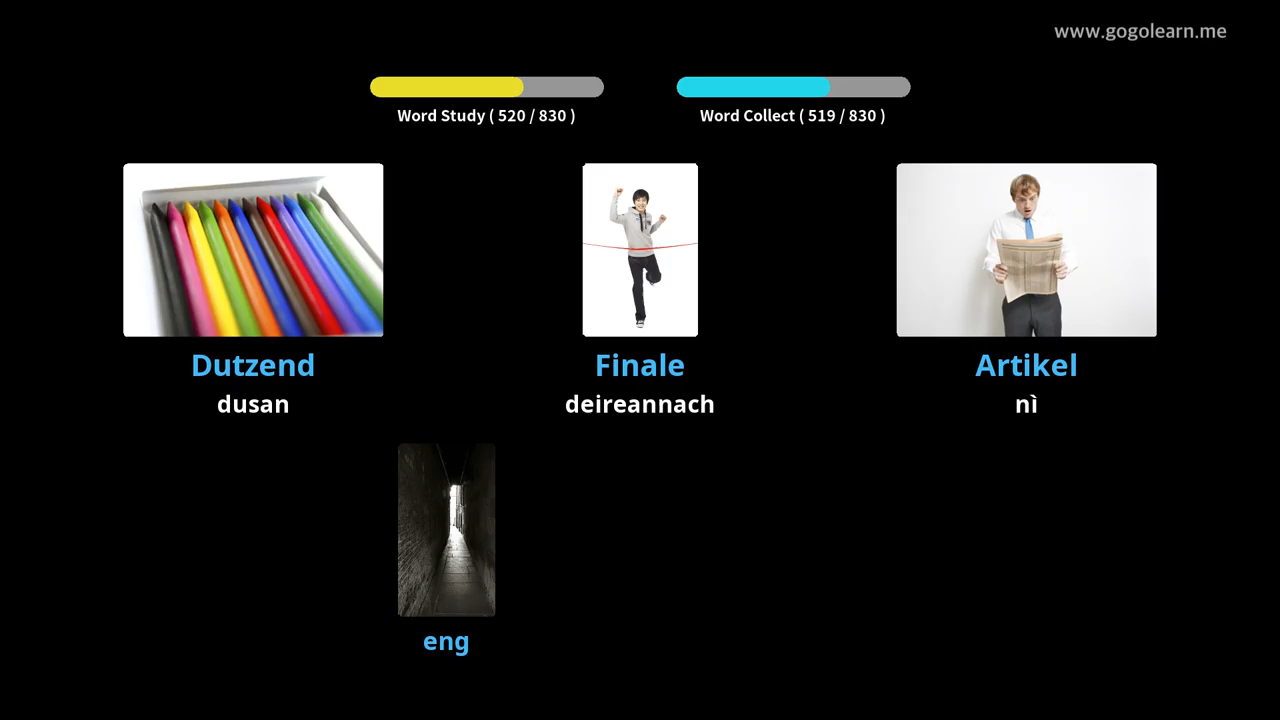 www.gogolearn.me
Word Study ( 520 / 830 )
Word Collect ( 519 / 830 )
Dutzend
dusan
Finale
deireannach
Artikel
nì
eng